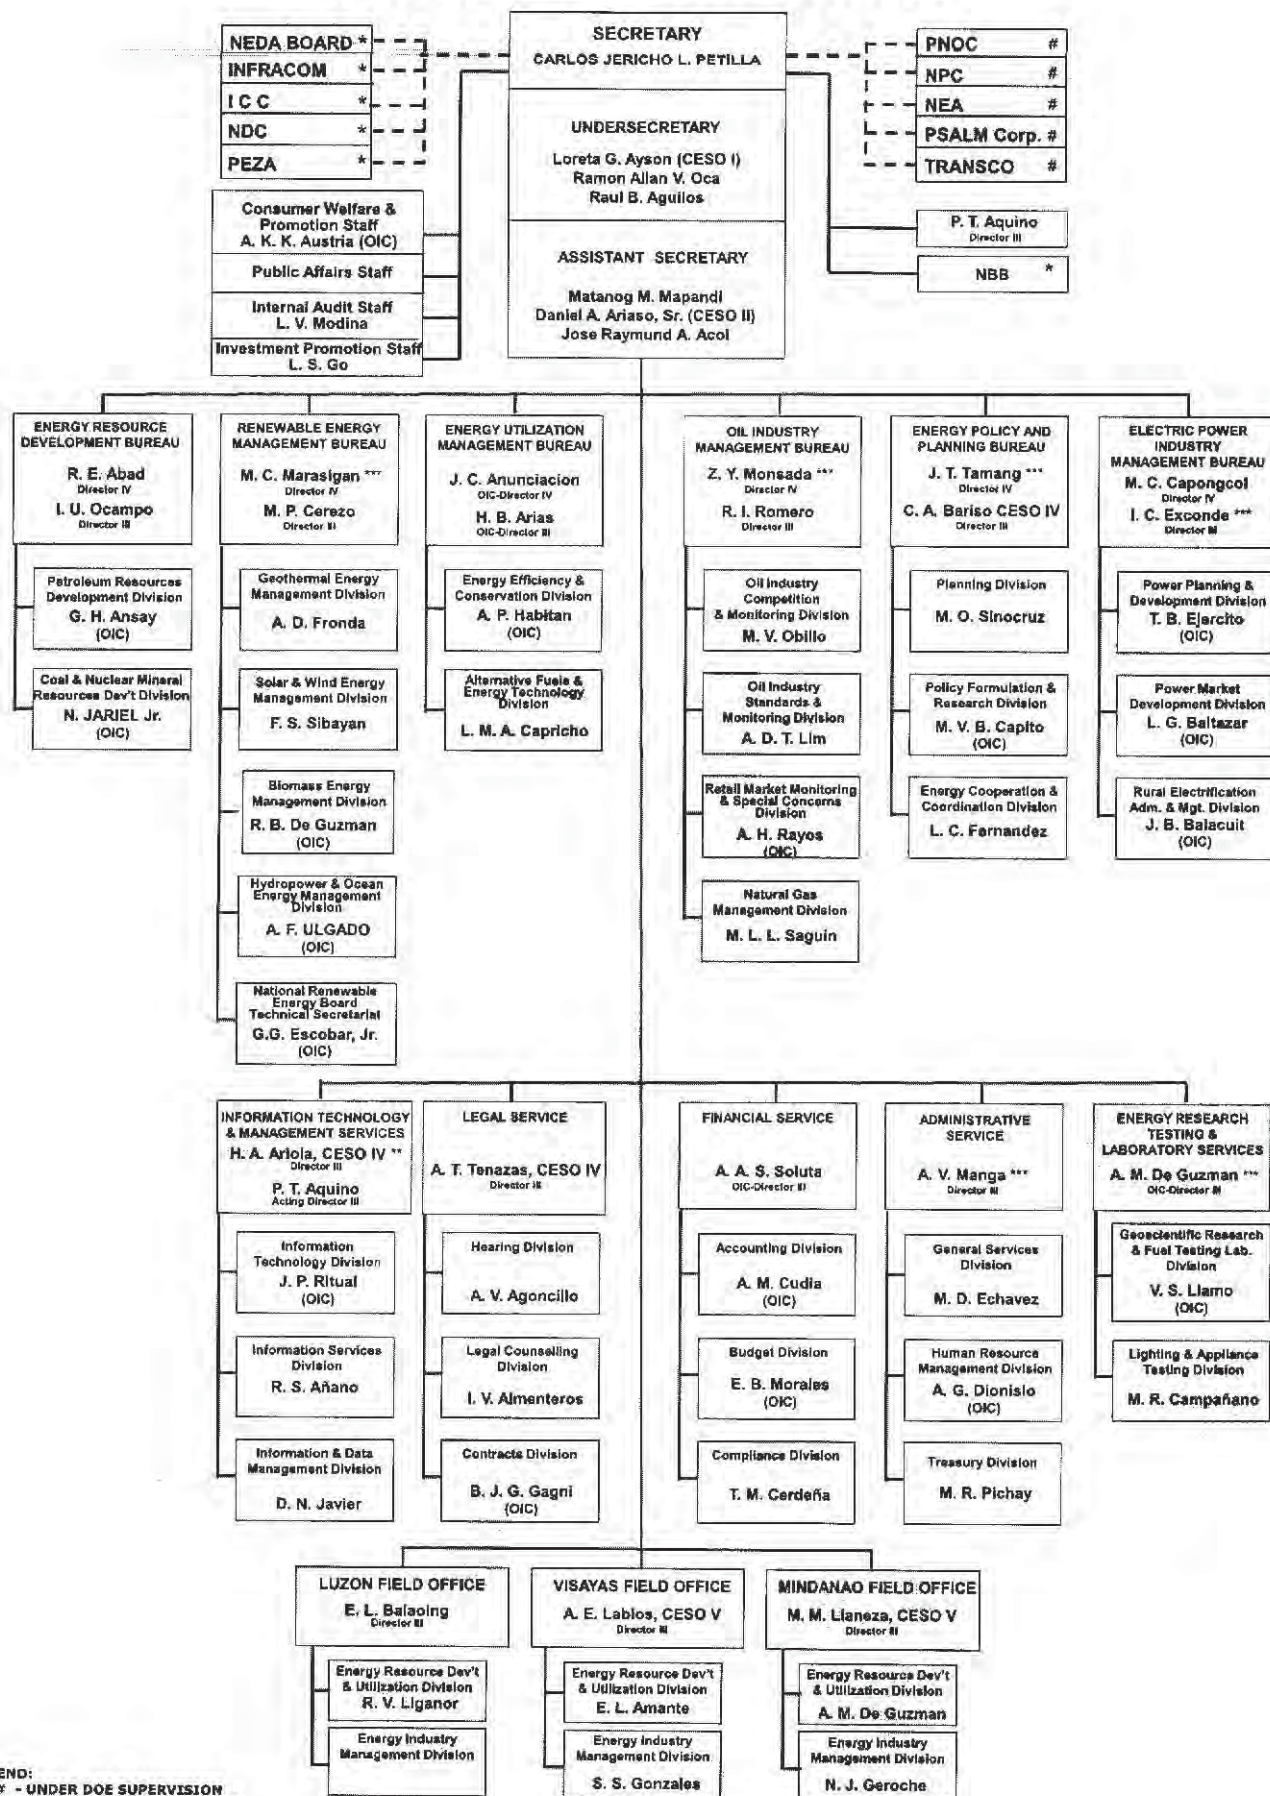 NEDA BOARD *
INFRACOM *
I C C *
NDC *
PEZA *
SECRETARY
CARLOS JERICHO L. PETILLA
UNDERSECRETARY
Loreta G. Ayson (CESO I)
Ramon Allan V. Oca
Raul B. Aguilos
ASSISTANT SECRETARY
Matanog M. Mapandi
Daniel A. Ariaso, Sr. (CESO II)
Jose Raymund A. Acol
PNOC #
NPC #
NEA #
PSALM Corp. #
TRANSCO #
P. T. Aquino
Director III
NBB *
Consumer Welfare &
Promotion Staff
A. K. K. Austria (OIC)
Public Affairs Staff
Internal Audit Staff
L. V. Modina
Investment Promotion Staff
L. S. Go
ENERGY RESOURCE
DEVELOPMENT BUREAU
R. E. Abad
Director IV
I. U. Ocampo
Director III
Petroleum Resources
Development Division
G. H. Ansay
(OIC)
Coal & Nuclear Mineral
Resources Dev't Division
N. JARIEL Jr.
(OIC)
RENEWABLE ENERGY
MANAGEMENT BUREAU
M. C. Marasigan ***
Director IV
M. P. Cerezo
Director III
Geothermal Energy
Management Division
A. D. Fronda
Solar & Wind Energy
Management Division
F. S. Sibayan
Biomass Energy
Management Division
R. B. De Guzman
(OIC)
Hydropower & Ocean
Energy Management
Division
A. F. ULGADO
(OIC)
National Renewable
Energy Board
Technical Secretariat
G.G. Escobar, Jr.
(OIC)
ENERGY UTILIZATION
MANAGEMENT BUREAU
J. C. Anunciacion
OIC-Director IV
H. B. Arias
OIC-Director III
Energy Efficiency &
Conservation Division
A. P. Habitan
(OIC)
Alternative Fuels &
Energy Technology
Division
L. M. A. Capricho
OIL INDUSTRY
MANAGEMENT BUREAU
Z. Y. Monsada ***
Director IV
R. I. Romero
Director III
Oil Industry
Competition
& Monitoring Division
M. V. Obillo
Oil Industry
Standards &
Monitoring Division
A. D. T. Lim
Retail Market Monitoring
& Special Concerns
Division
A. H. Rayos
(OIC)
Natural Gas
Management Division
M. L. L. Saguin
ENERGY POLICY AND
PLANNING BUREAU
J. T. Tamang ***
Director IV
C. A. Bariso CESO IV
Director III
Planning Division
M. O. Sinocruz
Policy Formulation &
Research Division
M. V. B. Capito
(OIC)
Energy Cooperation &
Coordination Division
L. C. Fernandez
ELECTRIC POWER
INDUSTRY
MANAGEMENT BUREAU
M. C. Capongcol
Director IV
I. C. Exconde ***
Director III
Power Planning &
Development Division
T. B. Ejercito
(OIC)
Power Market
Development Division
L. G. Baltazar
(OIC)
Rural Electrification
Adm. & Mgt. Division
J. B. Balacuit
(OIC)
INFORMATION TECHNOLOGY
& MANAGEMENT SERVICES
H. A. Ariola, CESO IV **
Director III
P. T. Aquino
Acting Director III
Information
Technology Division
J. P. Ritual
(OIC)
Information Services
Division
R. S. Añano
Information & Data
Management Division
D. N. Javier
LEGAL SERVICE
A. T. Tenazas, CESO IV
Director III
Hearing Division
A. V. Agoncillo
Legal Counselling
Division
I. V. Almenteros
Contracts Division
B. J. G. Gagni
(OIC)
FINANCIAL SERVICE
A. A. S. Soluta
OIC-Director III
Accounting Division
A. M. Cudia
(OIC)
Budget Division
E. B. Morales
(OIC)
Compliance Division
T. M. Cerdeña
ADMINISTRATIVE
SERVICE
A. V. Manga ***
Director III
General Services
Division
M. D. Echavez
Human Resource
Management Division
A. G. Dionisio
(OIC)
Treasury Division
M. R. Pichay
ENERGY RESEARCH
TESTING &
LABORATORY SERVICES
A. M. De Guzman ***
OIC-Director III
Geoscientific Research
& Fuel Testing Lab.
Division
V. S. Llamo
(OIC)
Lighting & Appliance
Testing Division
M. R. Campañano
LUZON FIELD OFFICE
E. L. Balaoing
Director III
Energy Resource Dev't
& Utilization Division
R. V. Liganor
Energy Industry
Management Division
VISAYAS FIELD OFFICE
A. E. Labios, CESO V
Director III
Energy Resource Dev't
& Utilization Division
E. L. Amante
Energy Industry
Management Division
S. S. Gonzales
MINDANAO FIELD OFFICE
M. M. Llaneza, CESO V
Director III
Energy Resource Dev't
& Utilization Division
A. M. De Guzman
Energy Industry
Management Division
N. J. Geroche
END:
# - UNDER DOE SUPERVISION